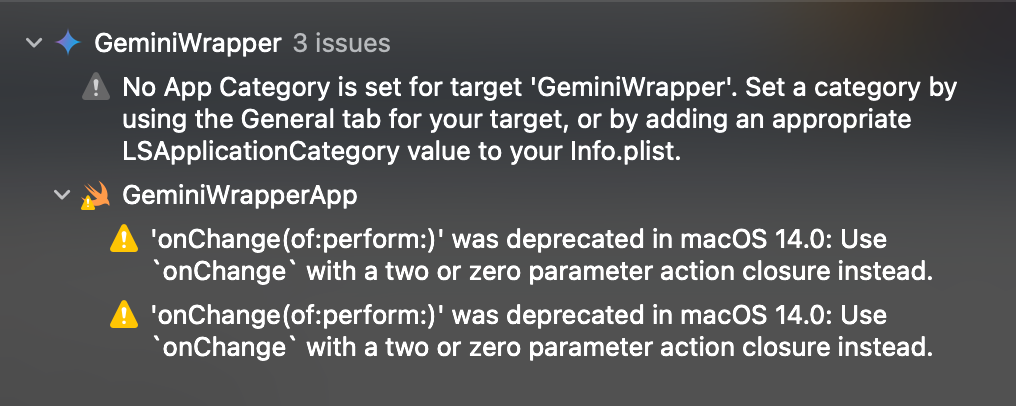 GeminiWrapper 3 issues
No App Category is set for target 'GeminiWrapper'. Set a category by
using the General tab for your target, or by adding an appropriate
LSApplicationCategory value to your Info.plist.
GeminiWrapperApp
'onChange(of:perform:)' was deprecated in macOS 14.0: Use
`onChange` with a two or zero parameter action closure instead.
'onChange(of:perform:)' was deprecated in macOS 14.0: Use
`onChange` with a two or zero parameter action closure instead.